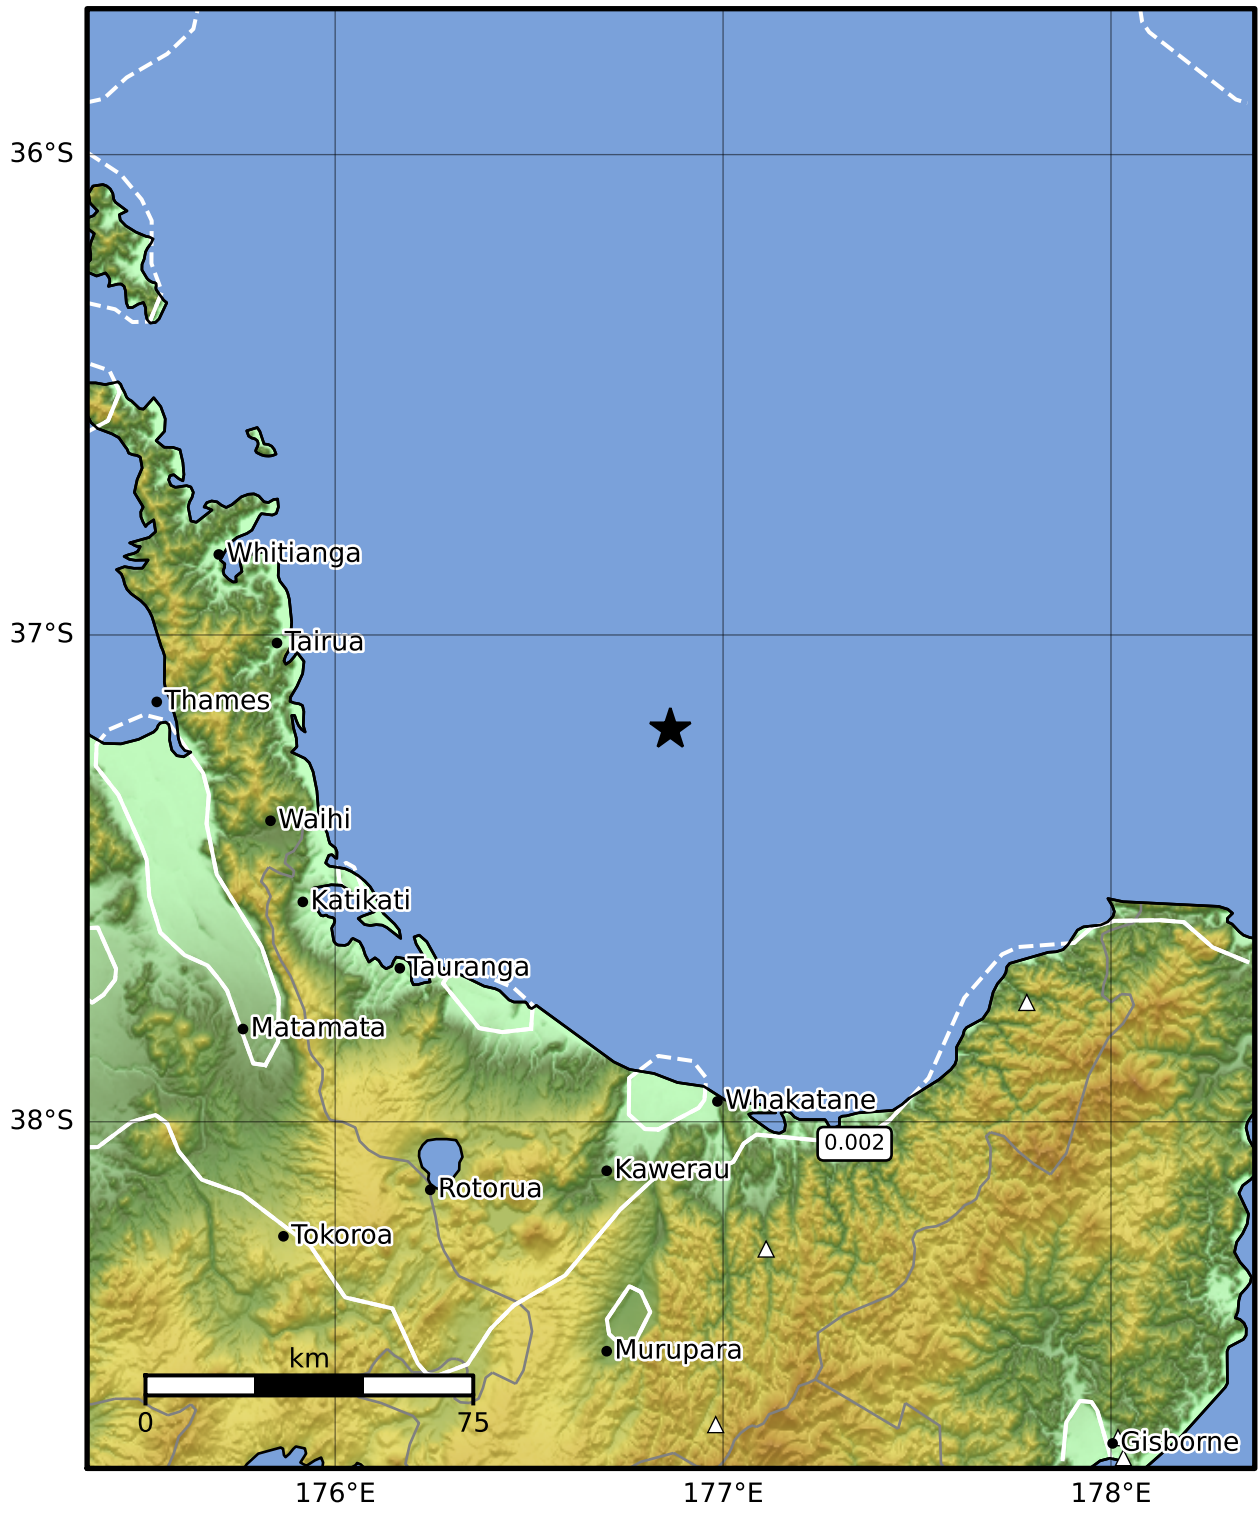 36°S
Whitianga
37°S
Tairua
Thames
Waihi
Katikati
Tauranga
Matamata
Whakatane
38°S
0.002
Kawerau
Rotorua
Tokoroa
Murupara
km
0 75
Gisborne
176°E 177°E 178°E